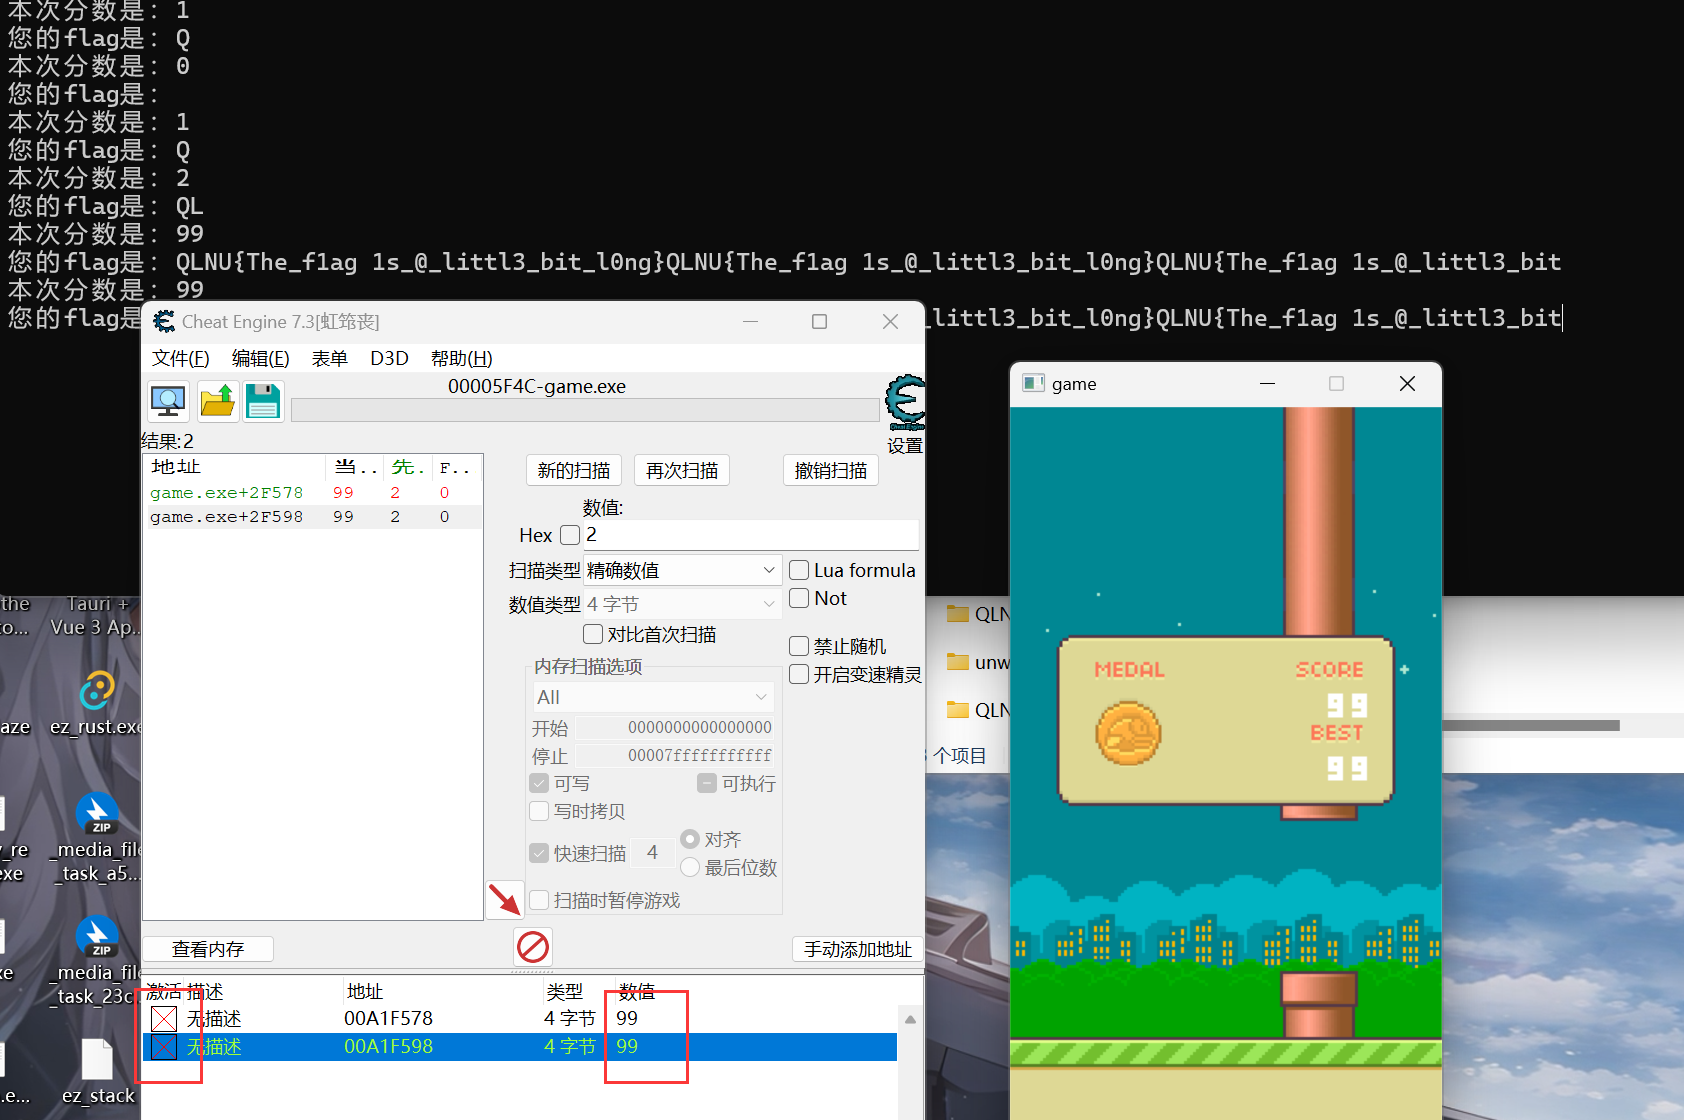 本次分数是: 1
您的flag是: Q
本次分数是: 0
您的flag是:
本次分数是: 1
您的flag是: Q
本次分数是: 2
您的flag是: QL
本次分数是: 99
您的flag是: QLNU{The_f1ag 1s_@_littl3_bit_l0ng}QLNU{The_f1ag 1s_@_littl3_bit_l0ng}QLNU{The_f1ag 1s_@_littl3_bit
本次分数是: 99
您的flag是
_littl3_bit_l0ng}QLNU{The_f1ag 1s_@_littl3_bit
Cheat Engine 7.3[虹筑丧]
文件(F) 编辑(E) 表单 D3D 帮助(H)
00005F4C-game.exe
Cheat Engine
设置
结果:2
地址 当.. 先. F..
game.exe+2F578 99 2 0
game.exe+2F598 99 2 0
新的扫描 再次扫描 撤销扫描
数值:
Hex 2
扫描类型 精确数值
Lua formula
数值类型 4 字节
Not
对比首次扫描
禁止随机
开启变速精灵
内存扫描选项
All
开始 0000000000000000
停止 00007fffffffffff
可写 可执行
写时拷贝
快速扫描 4 对齐
最后位数
扫描时暂停游戏
查看内存 手动添加地址
激活 描述 地址 类型 数值
无描述 00A1F578 4 字节 99
无描述 00A1F598 4 字节 99
game
MEDAL SCORE
99
BEST
99
the
Tauri +
to...
Vue 3 Ap...
aze
ez_rust.exe
ZIP
_re
_media_file
exe
_task_a5...
ZIP
xe
_media_file
_task_23c
.e...
ez_stack
QLN
unw
QLN
个项目